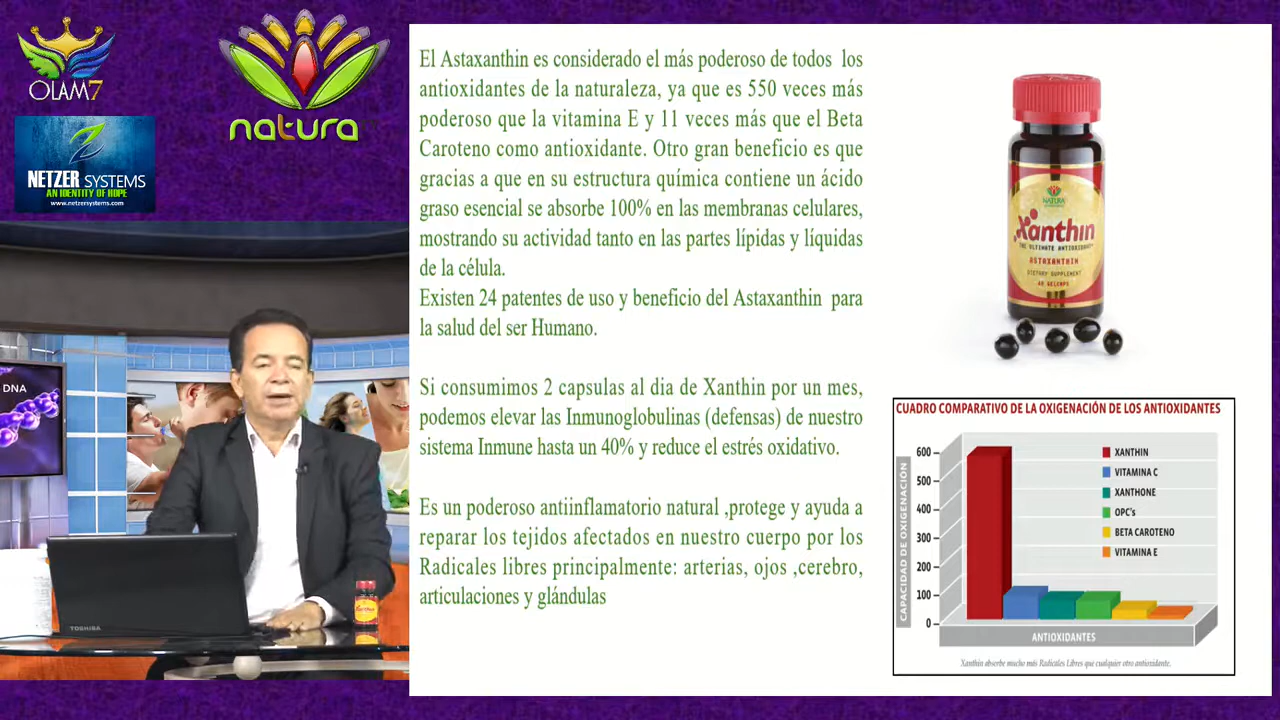 OLAM7
natura
NETZER SYSTEMS
AN IDENTITY OF HOPE
www.netzersystems.com
DNA
TOSHIBA
Xanthin
El Astaxanthin es considerado el más poderoso de todos los
antioxidantes de la naturaleza, ya que es 550 veces más
poderoso que la vitamina E y 11 veces más que el Beta
Caroteno como antioxidante. Otro gran beneficio es que
gracias a que en su estructura química contiene un ácido
graso esencial se absorbe 100% en las membranas celulares,
mostrando su actividad tanto en las partes lípidas y líquidas
de la célula.
Existen 24 patentes de uso y beneficio del Astaxanthin para
la salud del ser Humano.
Si consumimos 2 capsulas al dia de Xanthin por un mes,
podemos elevar las Inmunoglobulinas (defensas) de nuestro
sistema Inmune hasta un 40% y reduce el estrés oxidativo.
Es un poderoso antiinflamatorio natural ,protege y ayuda a
reparar los tejidos afectados en nuestro cuerpo por los
Radicales libres principalmente: arterias, ojos ,cerebro,
articulaciones y glándulas
NATURA
Xanthin
THE ULTIMATE ANTIOXIDANT
ASTAXANTHIN
DIETARY SUPPLEMENT
60 GELCAPS
CUADRO COMPARATIVO DE LA OXIGENACIÓN DE LOS ANTIOXIDANTES
CAPACIDAD DE OXIGENACIÓN
600
500
400
300
200
100
0
XANTHIN
VITAMINA C
XANTHONE
OPC's
BETA CAROTENO
VITAMINA E
ANTIOXIDANTES
Xanthin absorbe mucho más Radicales Libres que cualquier otro antioxidante.